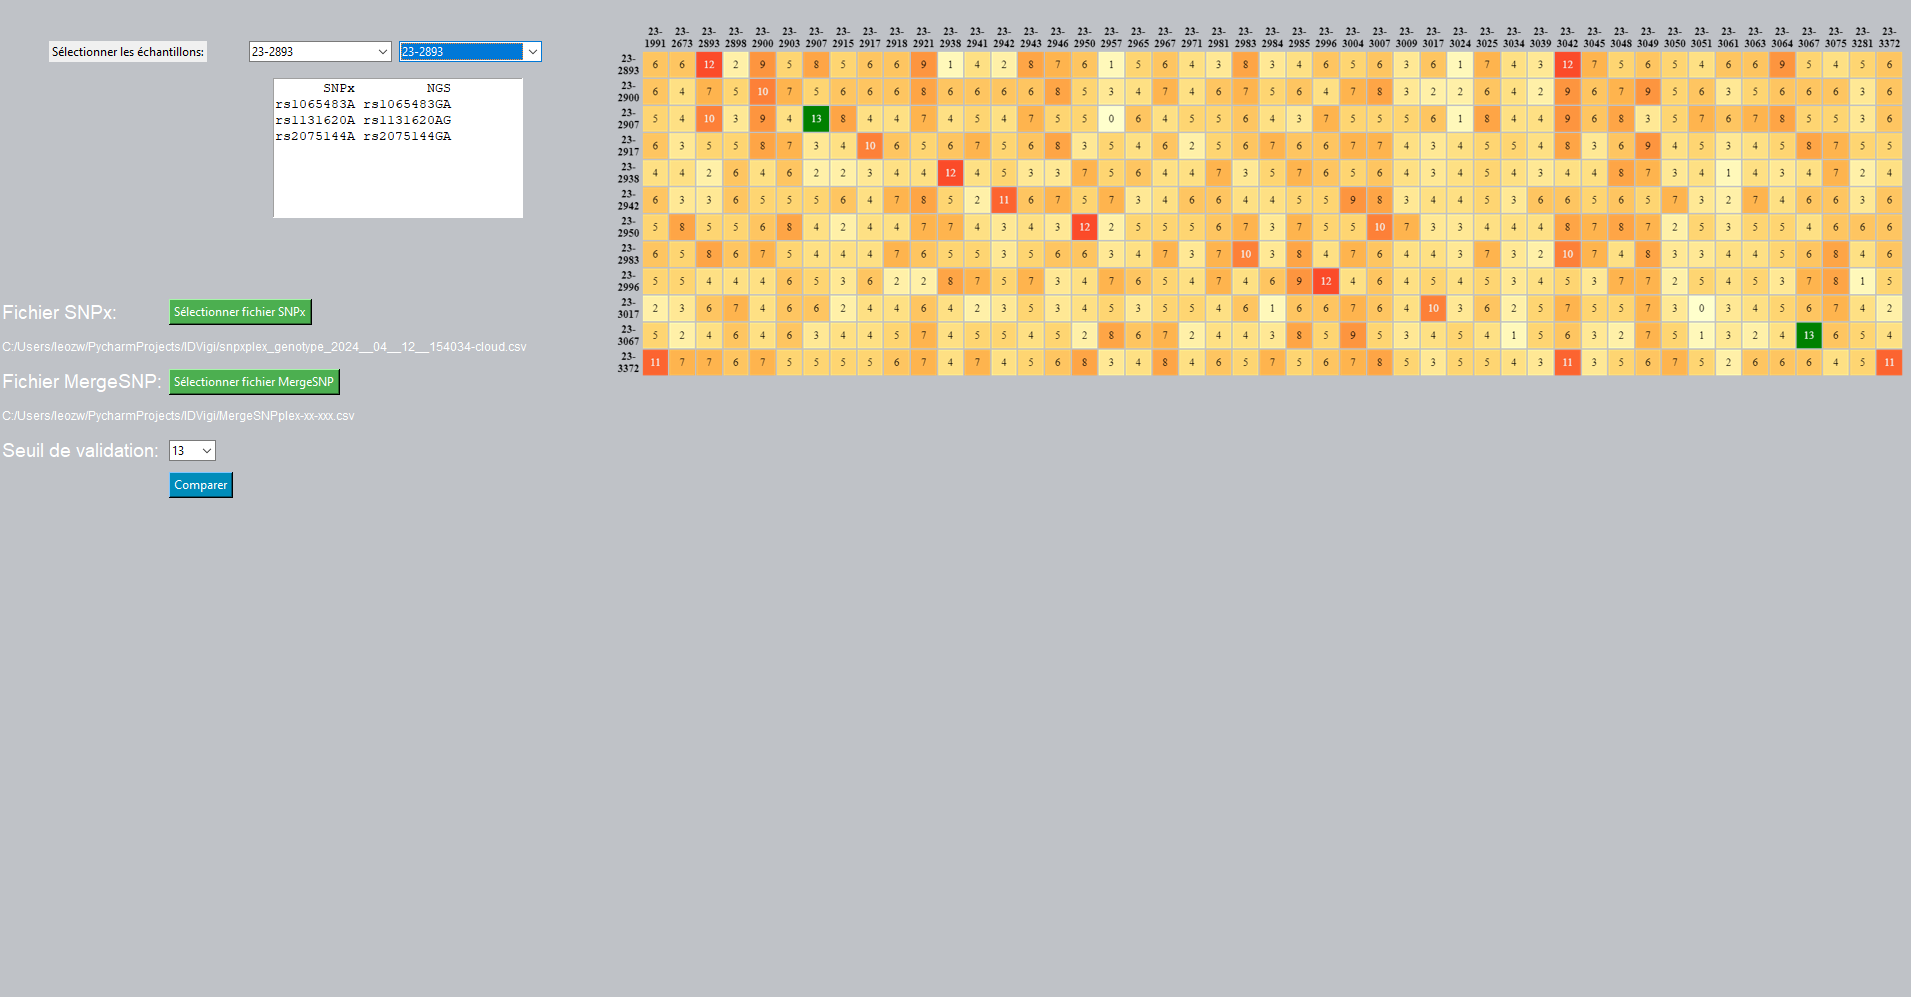 Sélectionner les échantillons: 23-2893 23-2893
SNPx NGS
rs1065483A rs1065483GA
rs1131620A rs1131620AG
rs2075144A rs2075144GA
Fichier SNPx: Sélectionner fichier SNPx
C:/Users/leozw/PycharmProjects/IDVigi/snpxplex_genotype_2024__04__12__154034-cloud.csv
Fichier MergeSNP: Sélectionner fichier MergeSNP
C:/Users/leozw/PycharmProjects/IDVigi/MergeSNPplex-xx-xxx.csv
Seuil de validation: 13
Comparer
23-1991 23-2673 23-2893 23-2898 23-2900 23-2903 23-2907 23-2915 23-2917 23-2918 23-2921 23-2938 23-2941 23-2942 23-2943 23-2946 23-2950 23-2957 23-2965 23-2967 23-2971 23-2981 23-2983 23-2984 23-2985 23-2996 23-3004 23-3007 23-3009 23-3017 23-3024 23-3025 23-3034 23-3039 23-3042 23-3045 23-3048 23-3049 23-3050 23-3051 23-3061 23-3063 23-3064 23-3067 23-3075 23-3281 23-3372
23-2893 6 6 12 2 9 5 8 5 6 6 9 1 4 2 8 7 6 1 5 6 4 3 8 3 4 6 5 6 3 6 1 7 4 3 12 7 5 6 5 4 6 6 9 5 4 5 6
23-2900 6 4 7 5 10 7 5 6 6 6 8 6 6 6 6 8 5 3 4 7 4 6 7 5 6 4 7 8 3 2 2 6 4 2 9 6 7 9 5 6 3 5 6 6 6 3 6
23-2907 5 4 10 3 9 4 13 8 4 4 7 4 5 4 7 5 5 0 6 4 5 5 6 4 3 7 5 5 5 6 1 8 4 4 9 6 8 3 5 7 6 7 8 5 5 3 6
23-2917 6 3 5 5 8 7 3 4 10 6 5 6 7 5 6 8 3 5 4 6 2 5 6 7 6 6 7 7 4 3 4 5 5 4 8 3 6 9 4 5 3 4 5 8 7 5 5
23-2938 4 4 2 6 4 6 2 2 3 4 4 12 4 5 3 3 7 5 6 4 4 7 3 5 7 6 5 6 4 3 4 5 4 3 4 4 8 7 3 4 1 4 3 4 7 2 4
23-2942 6 3 3 6 5 5 5 6 4 7 8 5 2 11 6 7 5 7 3 4 6 6 4 4 5 5 9 8 3 4 4 5 3 6 6 5 6 5 7 3 2 7 4 6 6 3 6
23-2950 5 8 5 5 6 8 4 2 4 4 7 7 4 3 4 3 12 2 5 5 5 6 7 3 7 5 5 10 7 3 3 4 4 4 8 7 8 7 2 5 3 5 5 4 6 6 6
23-2983 6 5 8 6 7 5 4 4 4 7 6 5 5 3 5 6 6 3 4 7 3 7 10 3 8 4 7 6 4 4 3 7 3 2 10 7 4 8 3 3 4 4 5 6 8 4 6
23-2996 5 5 4 4 4 6 5 3 6 2 2 8 7 5 7 3 4 7 6 5 4 7 4 6 9 12 4 6 4 5 4 5 3 4 5 3 7 7 2 5 4 5 3 7 8 1 5
23-3017 2 3 6 7 4 6 6 2 4 4 6 4 2 3 5 3 4 5 3 5 5 4 6 1 6 6 7 6 4 10 3 6 2 5 7 5 5 7 3 0 3 4 5 6 7 4 2
23-3067 5 2 4 6 4 6 3 4 4 5 7 4 5 5 4 5 2 8 6 7 2 4 4 3 8 5 9 5 3 4 5 4 1 5 6 3 2 7 5 1 3 2 4 13 6 5 4
23-3372 11 7 7 6 7 5 5 5 5 6 7 4 7 4 5 6 8 3 4 8 4 6 5 7 5 6 7 8 5 3 5 5 4 3 11 3 5 6 7 5 2 6 6 6 4 5 11